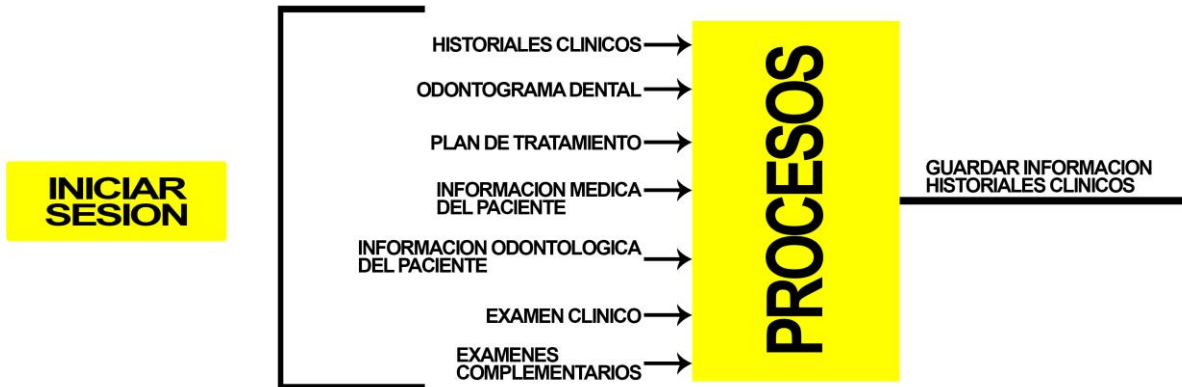 INICIAR
SESION
HISTORIALES CLINICOS
ODONTOGRAMA DENTAL
PLAN DE TRATAMIENTO
INFORMACION MEDICA
DEL PACIENTE
INFORMACION ODONTOLOGICA
DEL PACIENTE
EXAMEN CLINICO
EXAMENES
COMPLEMENTARIOS
PROCESOS
GUARDAR INFORMACION
HISTORIALES CLINICOS